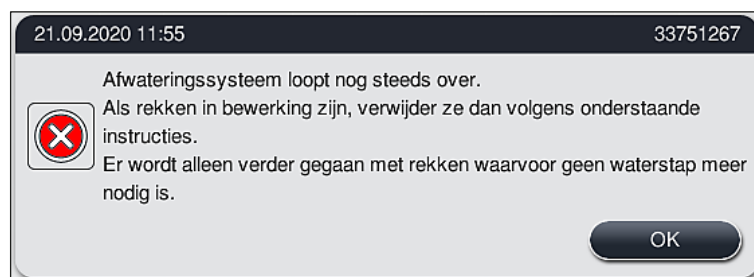 21.09.2020 11:55 33751267
Afwateringssysteem loopt nog steeds over.
Als rekken in bewerking zijn, verwijder ze dan volgens onderstaande
instructies.
Er wordt alleen verder gegaan met rekken waarvoor geen waterstap meer
nodig is.
OK